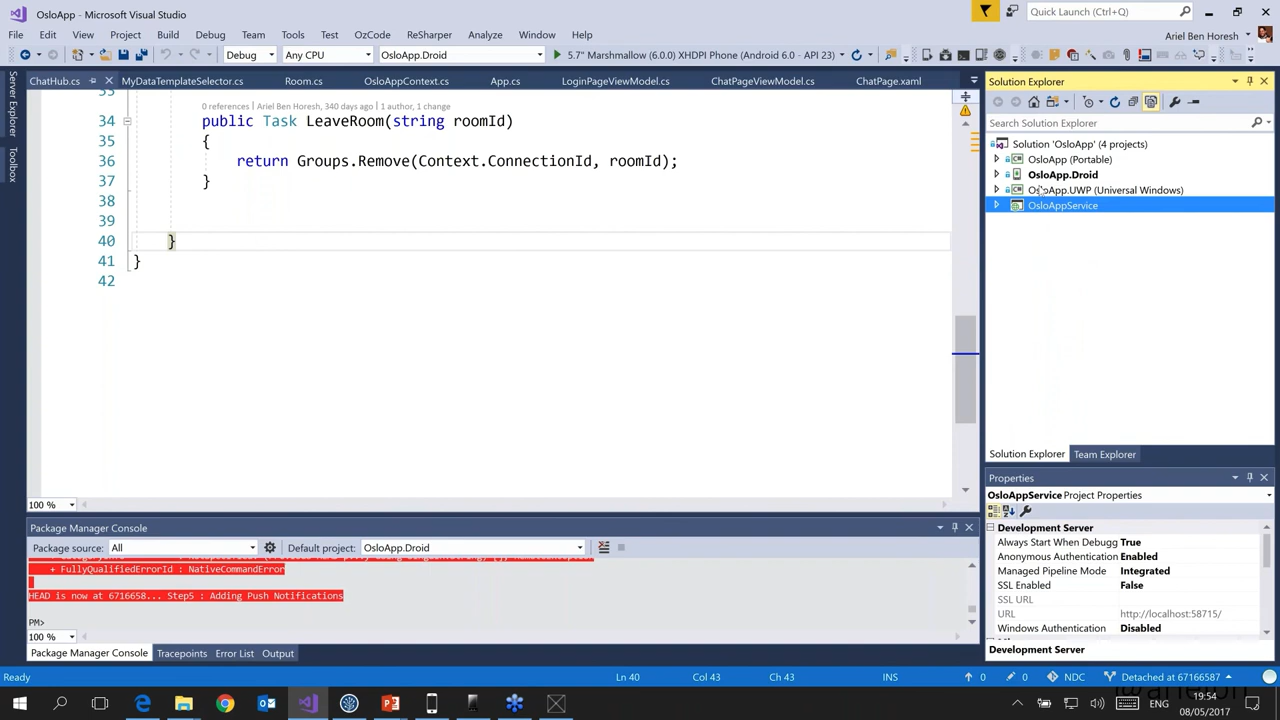 OsloApp - Microsoft Visual Studio
Quick Launch (Ctrl+Q)
File Edit View Project Build Debug Team Tools Test OzCode ReSharper Analyze Window Help
Ariel Ben Horesh
Debug Any CPU OsloApp.Droid 5.7" Marshmallow (6.0.0) XHDPI Phone (Android 6.0 - API 23)
Server Explorer
Toolbox
ChatHub.cs MyDataTemplateSelector.cs Room.cs OsloAppContext.cs App.cs LoginPageViewModel.cs ChatPageViewModel.cs ChatPage.xaml
33
0 references | Ariel Ben Horesh, 340 days ago | 1 author, 1 change
34 public Task LeaveRoom(string roomId)
35 {
36 return Groups.Remove(Context.ConnectionId, roomId);
37 }
38
39
40 }
41 }
42
100 %
Solution Explorer
Search Solution Explorer
Solution 'OsloApp' (4 projects)
OsloApp (Portable)
OsloApp.Droid
OsloApp.UWP (Universal Windows)
OsloAppService
Solution Explorer Team Explorer
Properties
OsloAppService Project Properties
Development Server
Always Start When Debugg True
Anonymous Authentication Enabled
Managed Pipeline Mode Integrated
SSL Enabled False
SSL URL
URL http://localhost:58715/
Windows Authentication Disabled
Development Server
Package Manager Console
Package source: All Default project: OsloApp.Droid
+ FullyQualifiedErrorId : NativeCommandError
HEAD is now at 6716658... Step5 : Adding Push Notifications
PM>
100 %
Package Manager Console Tracepoints Error List Output
Ready Ln 40 Col 43 Ch 43 INS 0 0 NDC Detached at 67166587
ENG 19:54
08/05/2017